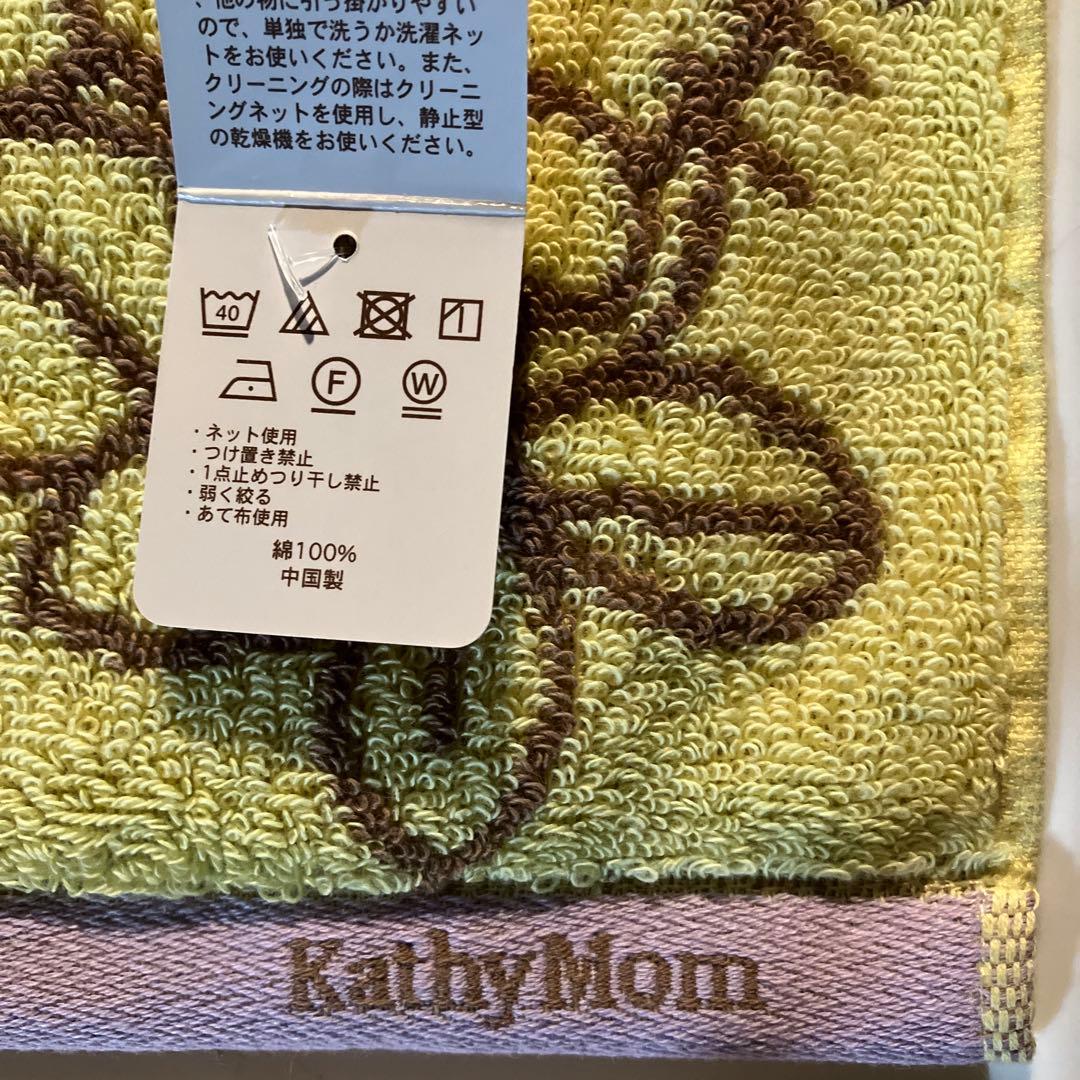 、他の物に引っ掛かりやすい
ので、単独で洗うか洗濯ネッ
トをお使いください。また、
クリーニングの際はクリーニ
ングネットを使用し、静止型
の乾燥機をお使いください。
40
F W
・ネット使用
・つけ置き禁止
・1点止めつり干し禁止
・弱く絞る
・あて布使用
綿100%
中国製
KathyMom